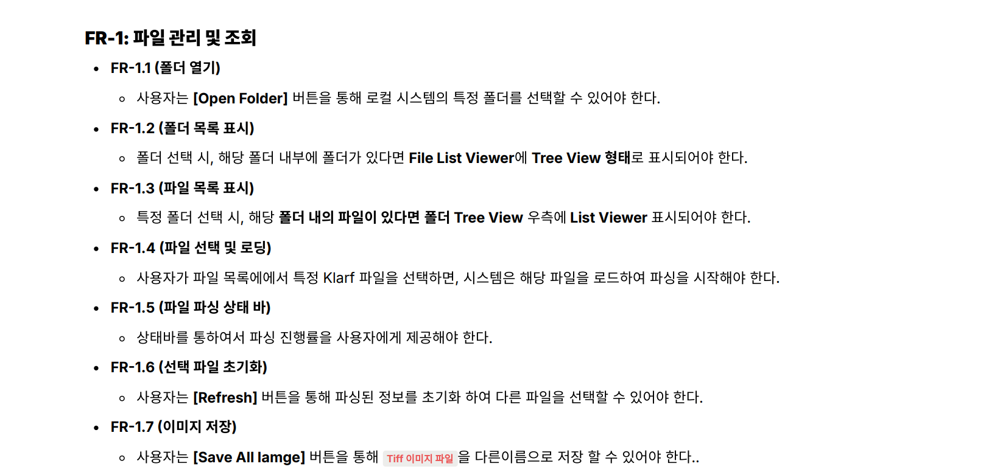 FR-1: 파일 관리 및 조회
FR-1.1 (폴더 열기)
사용자는 [Open Folder] 버튼을 통해 로컬 시스템의 특정 폴더를 선택할 수 있어야 한다.
FR-1.2 (폴더 목록 표시)
폴더 선택 시, 해당 폴더 내부에 폴더가 있다면 File List Viewer에 Tree View 형태로 표시되어야 한다.
FR-1.3 (파일 목록 표시)
특정 폴더 선택 시, 해당 폴더 내의 파일이 있다면 폴더 Tree View 우측에 List Viewer 표시되어야 한다.
FR-1.4 (파일 선택 및 로딩)
사용자가 파일 목록에에서 특정 Klarf 파일을 선택하면, 시스템은 해당 파일을 로드하여 파싱을 시작해야 한다.
FR-1.5 (파일 파싱 상태 바)
상태바를 통하여서 파싱 진행률을 사용자에게 제공해야 한다.
FR-1.6 (선택 파일 초기화)
사용자는 [Refresh] 버튼을 통해 파싱된 정보를 초기화 하여 다른 파일을 선택할 수 있어야 한다.
FR-1.7 (이미지 저장)
사용자는 [Save All Iamge] 버튼을 통해 Tiff 이미지 파일을 다른이름으로 저장 할 수 있어야 한다..